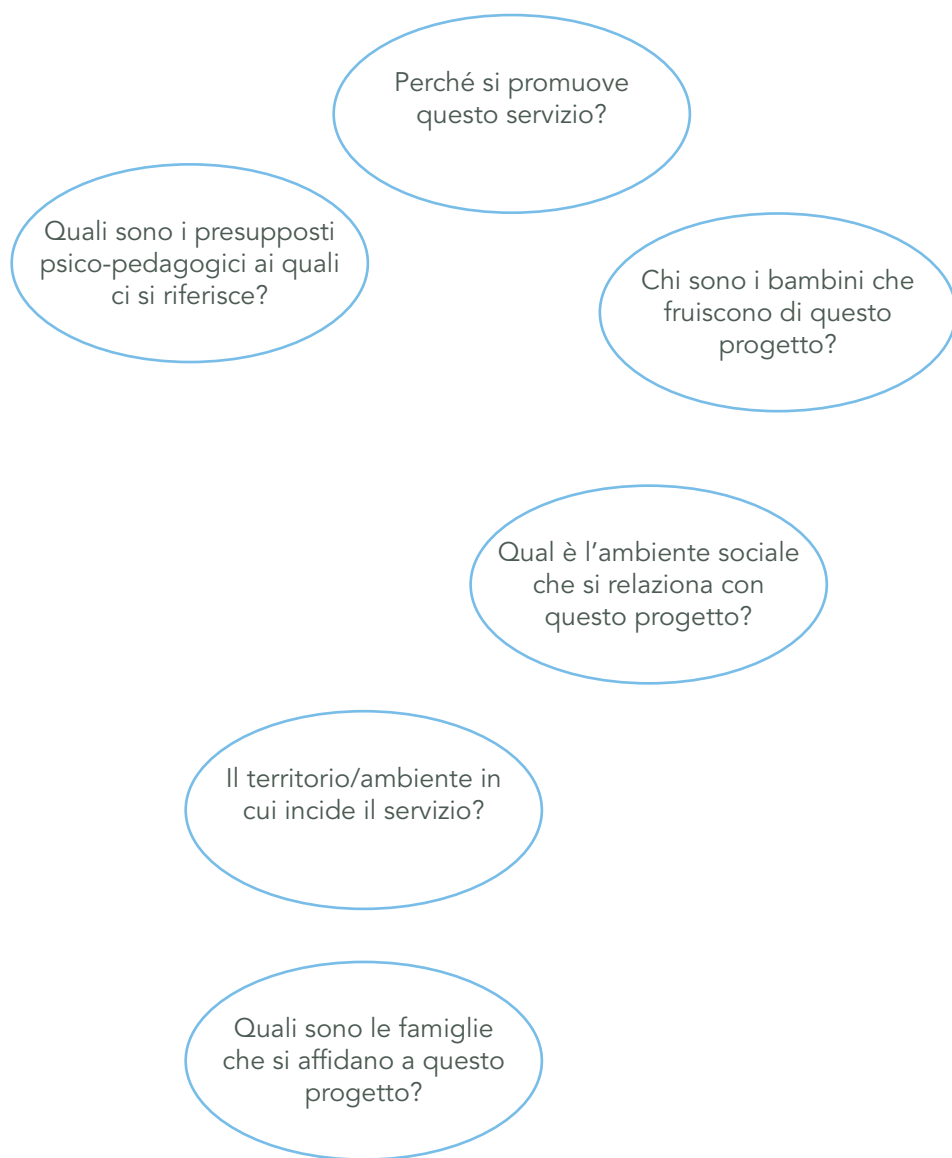 Perché si promuove
questo servizio?
Quali sono i presupposti
psico-pedagogici ai quali
ci si riferisce?
Chi sono i bambini che
fruiscono di questo
progetto?
Qual è l’ambiente sociale
che si relaziona con
questo progetto?
Il territorio/ambiente in
cui incide il servizio?
Quali sono le famiglie
che si affidano a questo
progetto?